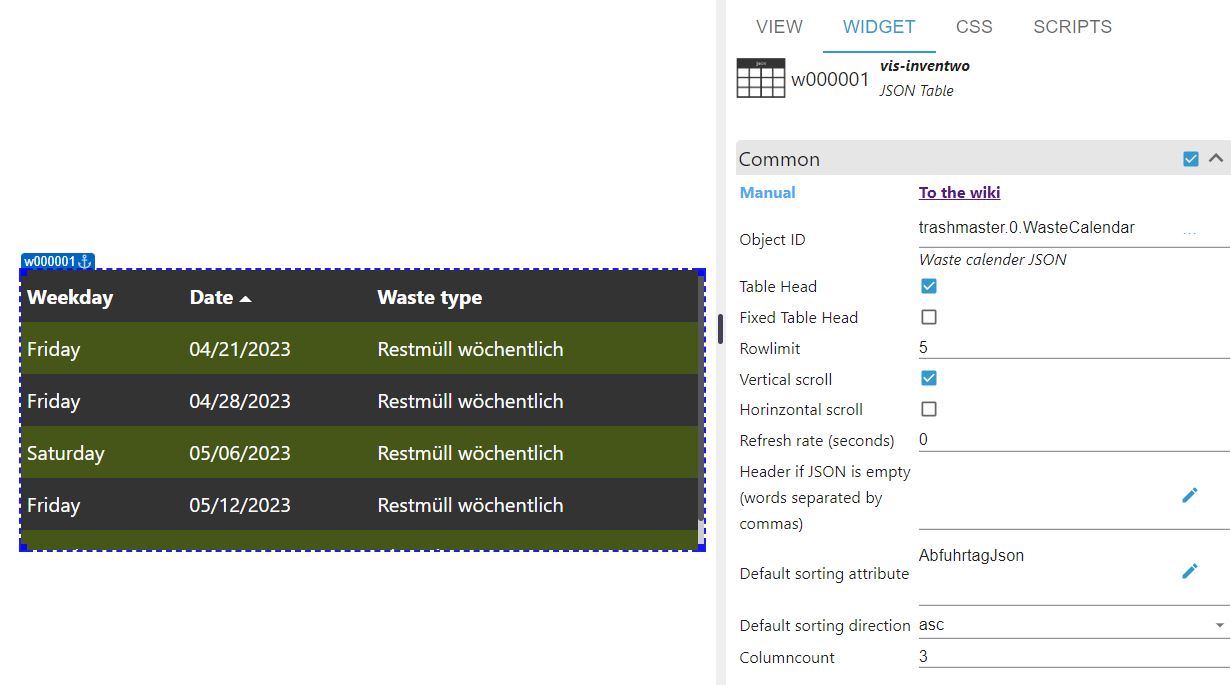 VIEW WIDGET CSS SCRIPTS
w000001 vis-inventwo
JSON Table
Common
Manual To the wiki
Object ID trashmaster.0.WasteCalendar ...
Waste calender JSON
Table Head
Fixed Table Head
Rowlimit 5
Vertical scroll
Horinzontal scroll
Refresh rate (seconds) 0
Header if JSON is empty
(words separated by
commas)
Default sorting attribute AbfuhrtagJson
Default sorting direction asc
Columncount 3
w000001
Weekday Date Waste type
Friday 04/21/2023 Restmüll wöchentlich
Friday 04/28/2023 Restmüll wöchentlich
Saturday 05/06/2023 Restmüll wöchentlich
Friday 05/12/2023 Restmüll wöchentlich